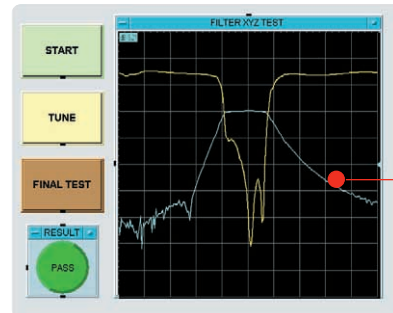 FILTER XYZ TEST
START
TUNE
FINAL TEST
RESULT
PASS